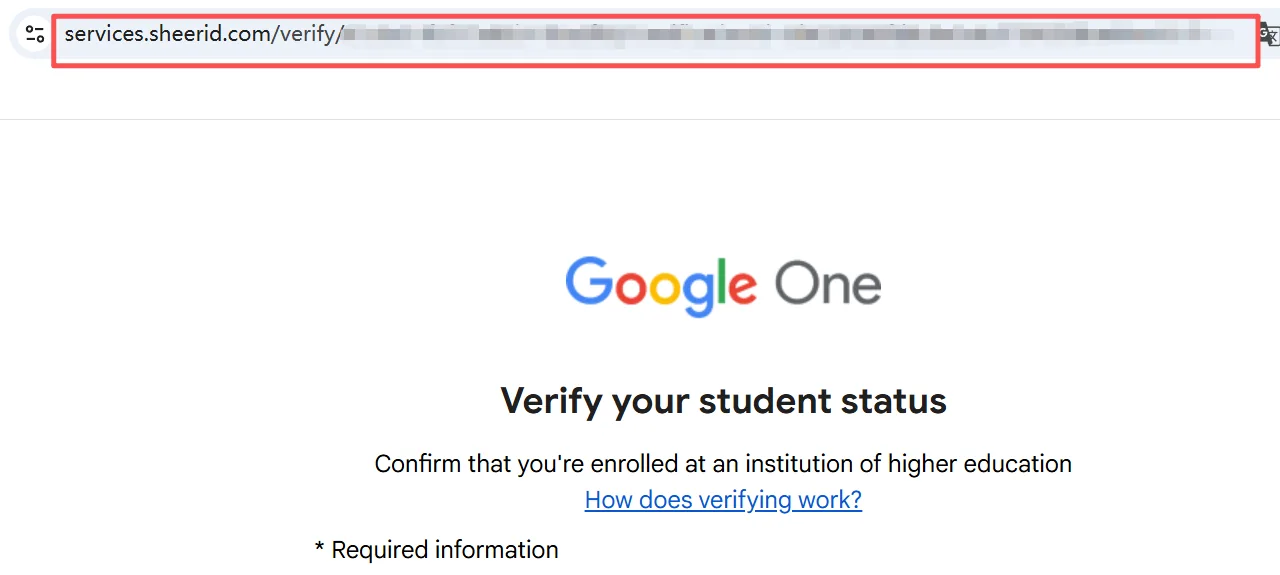 services.sheerid.com/verify/
Google One
Verify your student status
Confirm that you're enrolled at an institution of higher education
How does verifying work?
* Required information